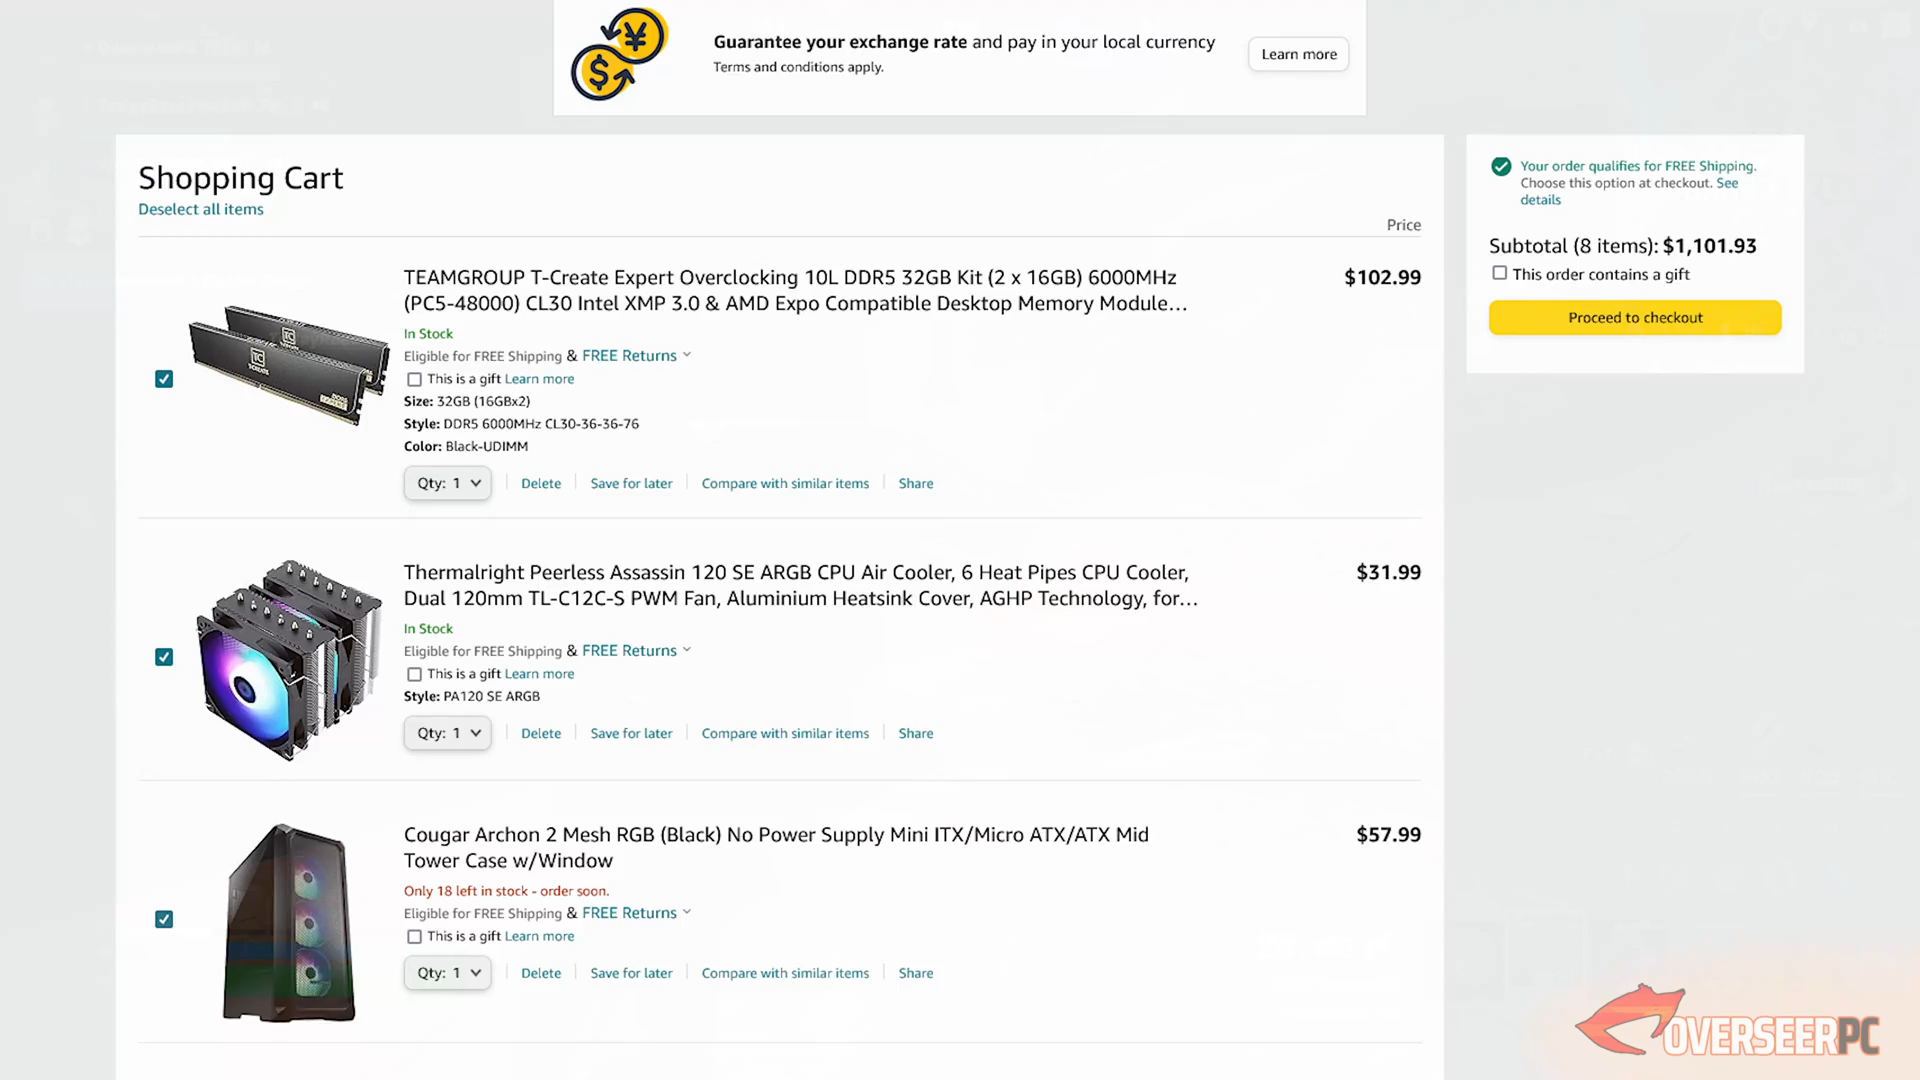 Guarantee your exchange rate and pay in your local currency
Terms and conditions apply.
Learn more
Shopping Cart
Deselect all items
Price
TEAMGROUP T-Create Expert Overclocking 10L DDR5 32GB Kit (2 x 16GB) 6000MHz
(PC5-48000) CL30 Intel XMP 3.0 & AMD Expo Compatible Desktop Memory Module...
$102.99
In Stock
Eligible for FREE Shipping & FREE Returns
This is a gift Learn more
Size: 32GB (16GBx2)
Style: DDR5 6000MHz CL30-36-36-76
Color: Black-UDIMM
Qty: 1 Delete Save for later Compare with similar items Share
Thermalright Peerless Assassin 120 SE ARGB CPU Air Cooler, 6 Heat Pipes CPU Cooler,
Dual 120mm TL-C12C-S PWM Fan, Aluminium Heatsink Cover, AGHP Technology, for...
$31.99
In Stock
Eligible for FREE Shipping & FREE Returns
This is a gift Learn more
Style: PA120 SE ARGB
Qty: 1 Delete Save for later Compare with similar items Share
Cougar Archon 2 Mesh RGB (Black) No Power Supply Mini ITX/Micro ATX/ATX Mid
Tower Case w/Window
$57.99
Only 18 left in stock - order soon.
Eligible for FREE Shipping & FREE Returns
This is a gift Learn more
Qty: 1 Delete Save for later Compare with similar items Share
Your order qualifies for FREE Shipping.
Choose this option at checkout. See
details
Subtotal (8 items): $1,101.93
This order contains a gift
Proceed to checkout
OVERSEERPC